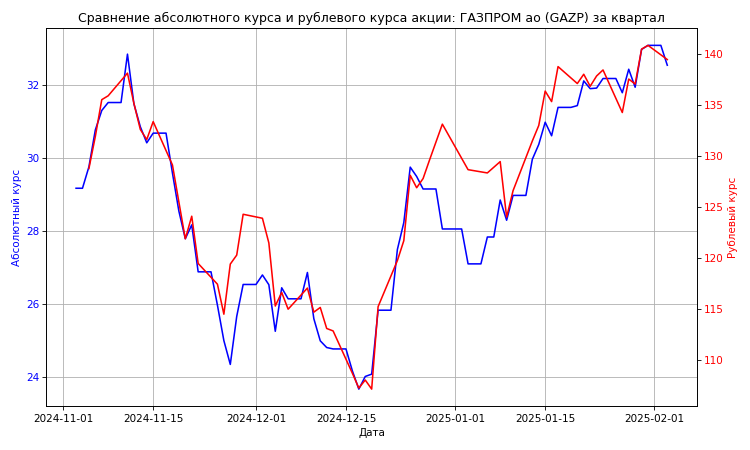 Сравнение абсолютного курса и рублевого курса акции: ГАЗПРОМ ао (GAZP) за квартал
Абсолютный курс
32
30
28
26
24
140
135
130
125
120
115
110
Рублевый курс
2024-11-01 2024-11-15 2024-12-01 2024-12-15 2025-01-01 2025-01-15 2025-02-01
Дата